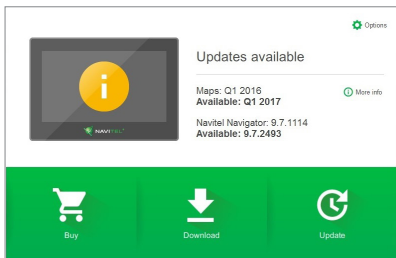 Options
Updates available
Maps: Q1 2016
Available: Q1 2017
More info
Navitel Navigator: 9.7.1114
Available: 9.7.2493
NAVITEL
Buy
Download
Update